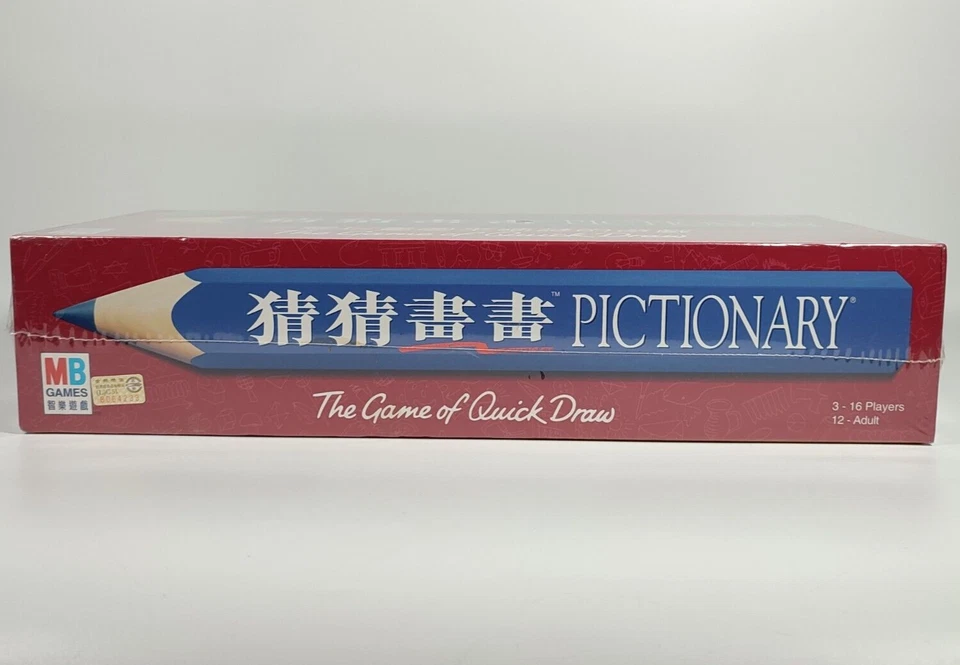 猜猜畫畫™ PICTIONARY®
MB
GAMES
智樂遊戲
The Game of Quick Draw
3 - 16 Players
12 - Adult